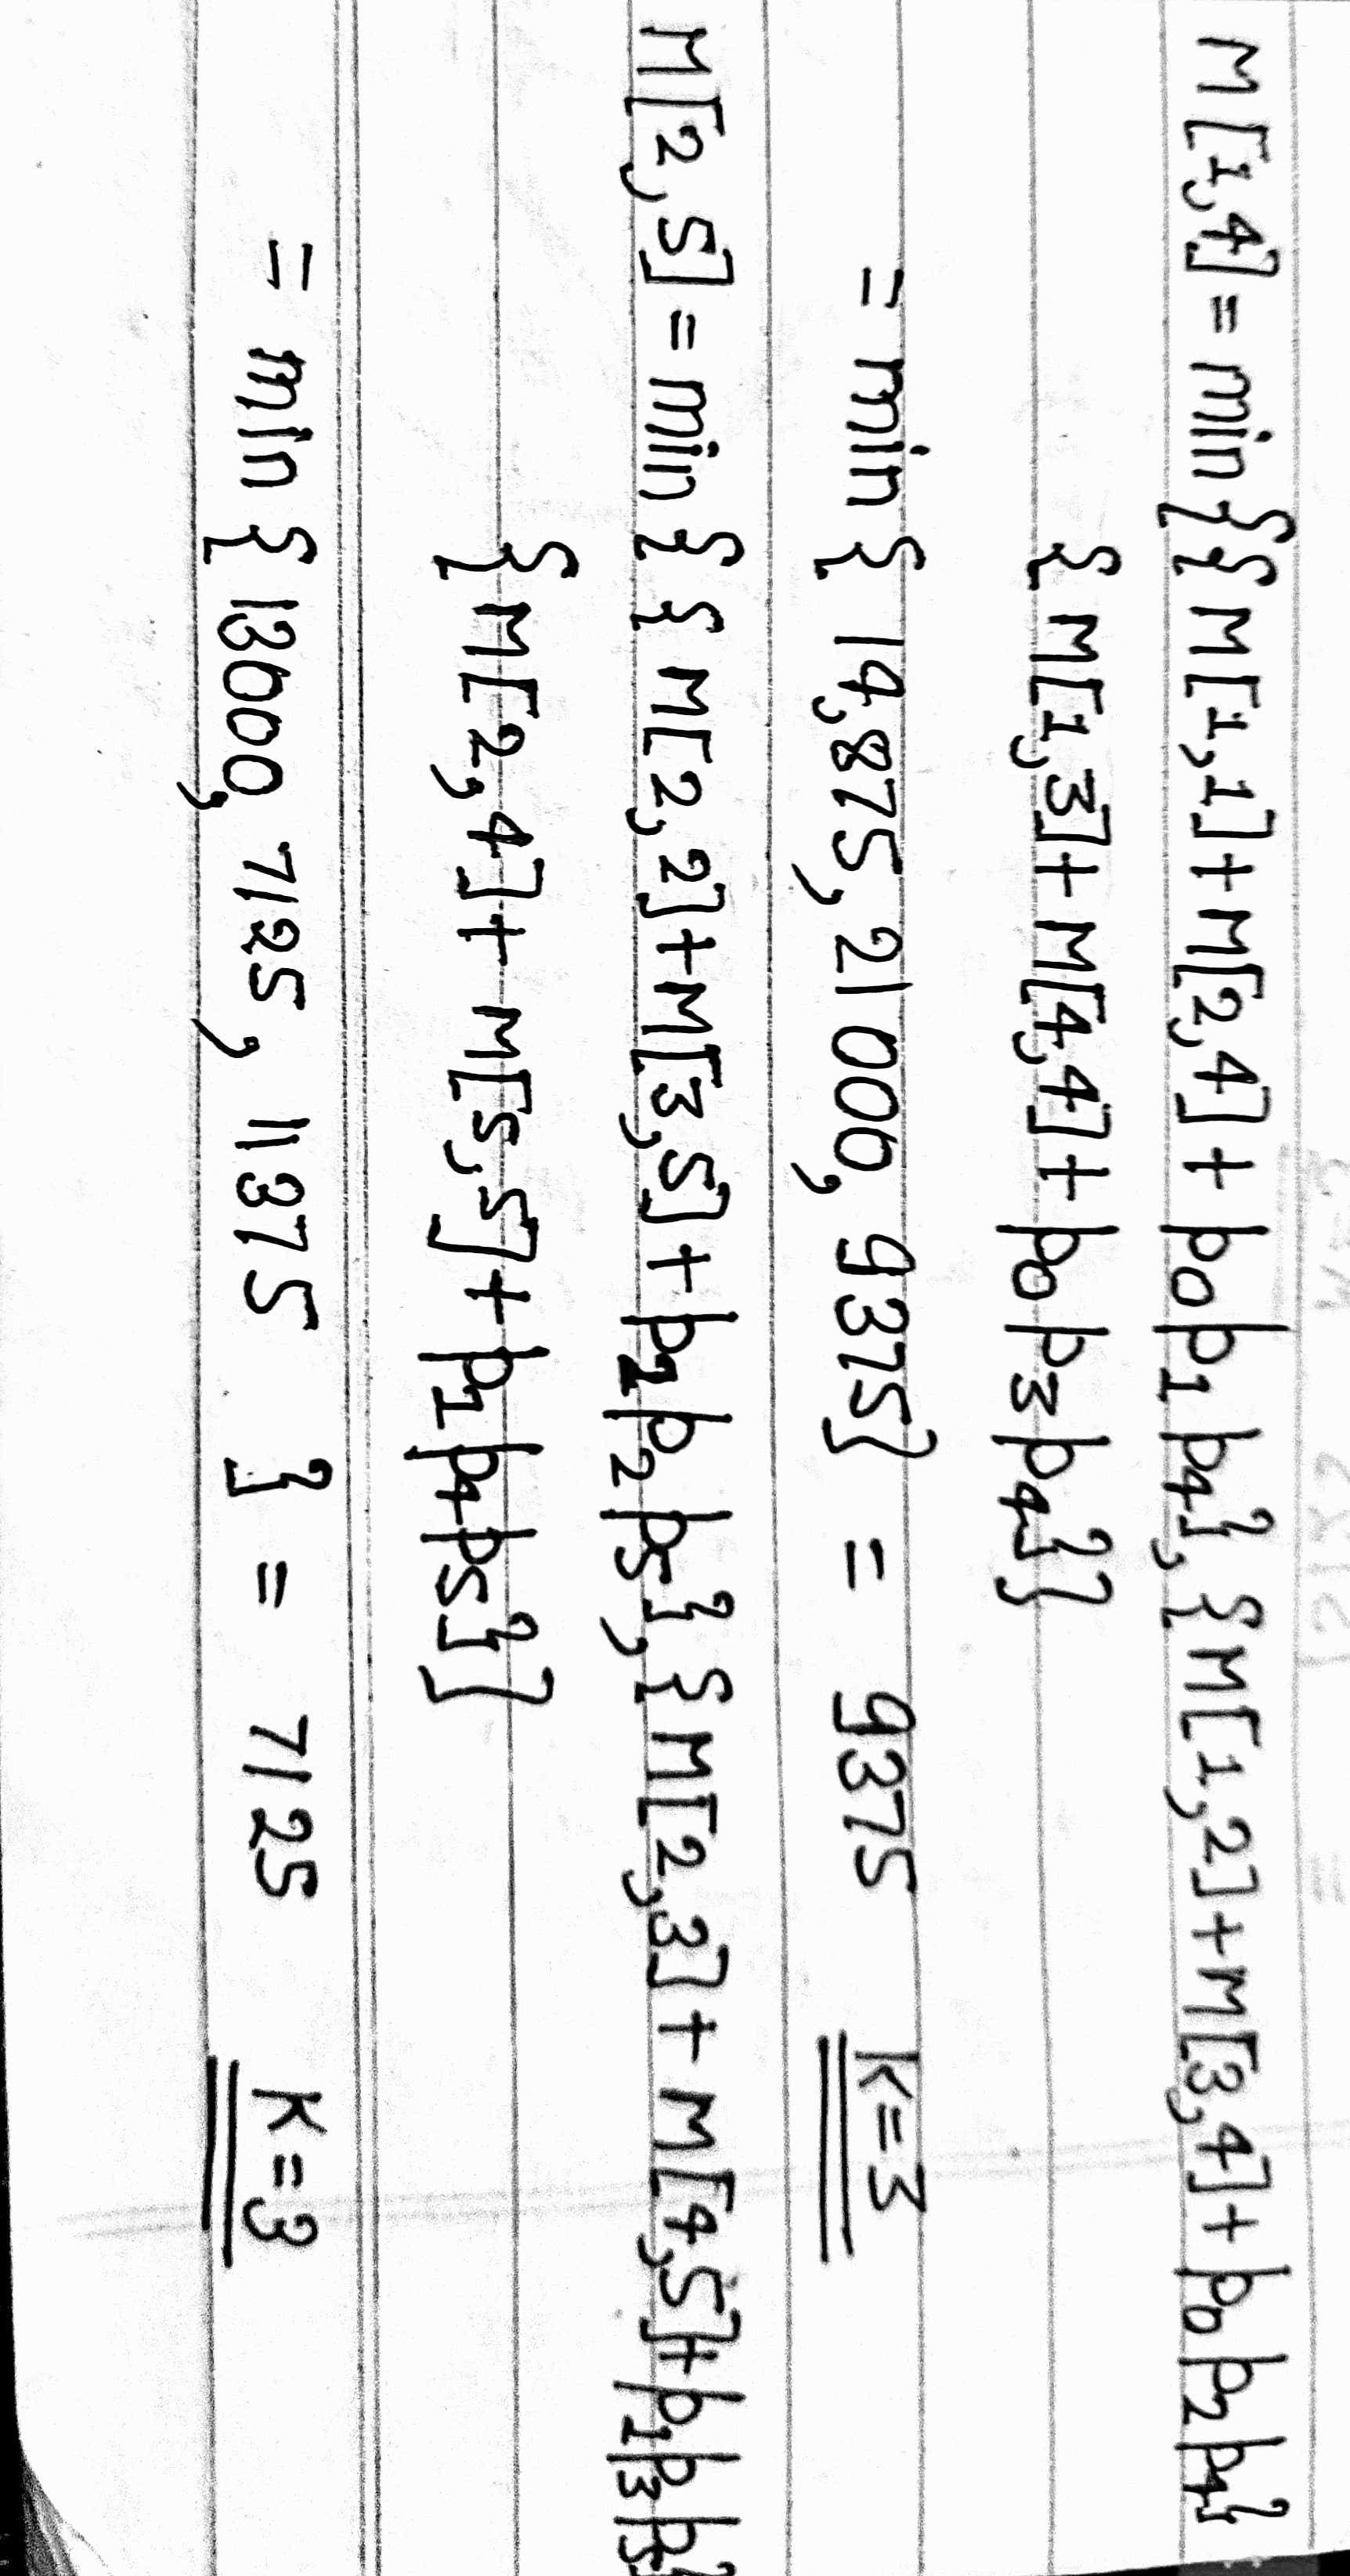 M[1,4] = min{{M[1,1]+M[2,4]+ p0p1p4},{M[1,2]+M[3,4]+p0p2p4}
{M[1,3]+M[4,4]+p0p3p4}}
= min{14,875, 21000, 9375} = 9375 K=3
M[2,5] = min{{M[2,2]+M[3,5]+p1p2p5},{M[2,3]+M[4,5]+p1p3p5}
{M[2,4]+M[5,5]+p1p4p5}}
= min{13000, 7125, 11375 } = 7125 K=3